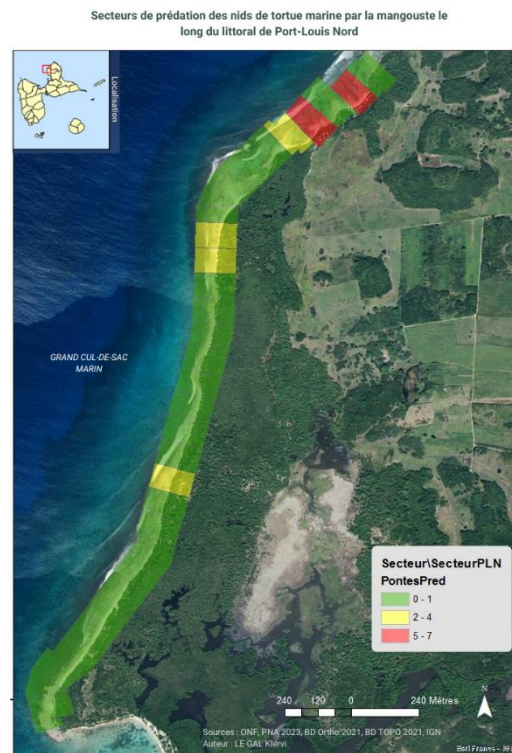 Secteurs de prédation des nids de tortue marine par la mangouste le
long du littoral de Port-Louis Nord
Localisation
GRAND CUL-DE-SAC
MARIN
Secteur\SecteurPLN
PontesPred
0 - 1
2 - 4
5 - 7
240 120 0 240 Mètres
N
Sources : ONF, PNA 2023, BD Ortho 2021, BD TOPO 2021, IGN
Auteur : LE GAL Klervi
Esri France